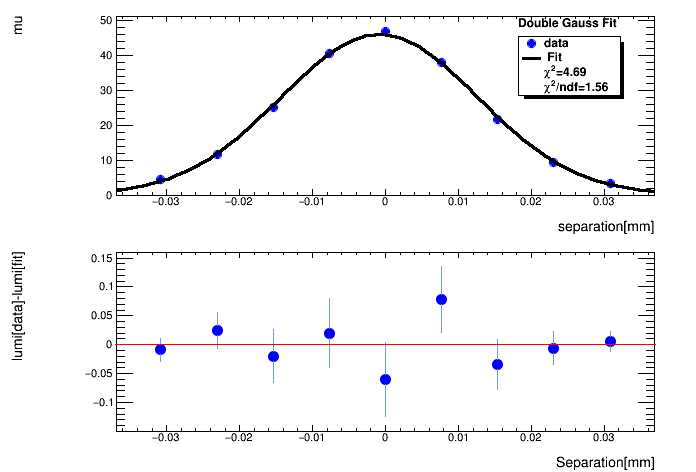 Double Gauss Fit
data
Fit
χ²=4.69
χ²/ndf=1.56
mu
50
40
30
20
10
0
−0.03 −0.02 −0.01 0 0.01 0.02 0.03
separation[mm]
lumi[data]-lumi[fit]
0.15
0.1
0.05
0
−0.05
−0.1
−0.03 −0.02 −0.01 0 0.01 0.02 0.03
Separation[mm]